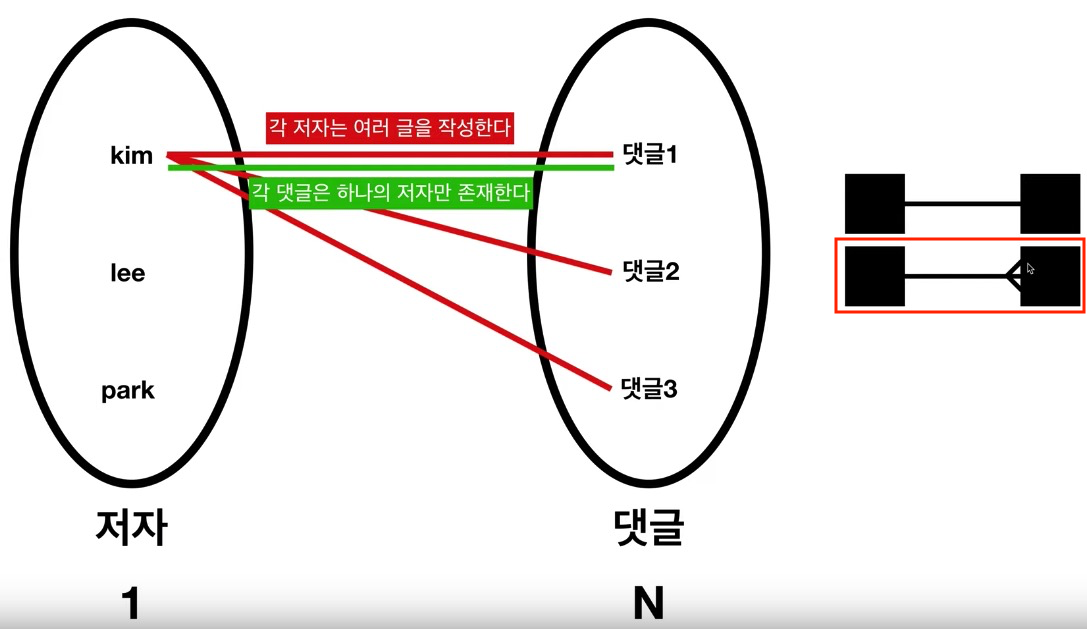 각 저자는 여러 글을 작성한다
kim
댓글1
각 댓글은 하나의 저자만 존재한다
lee
댓글2
park
댓글3
저자
댓글
1
N